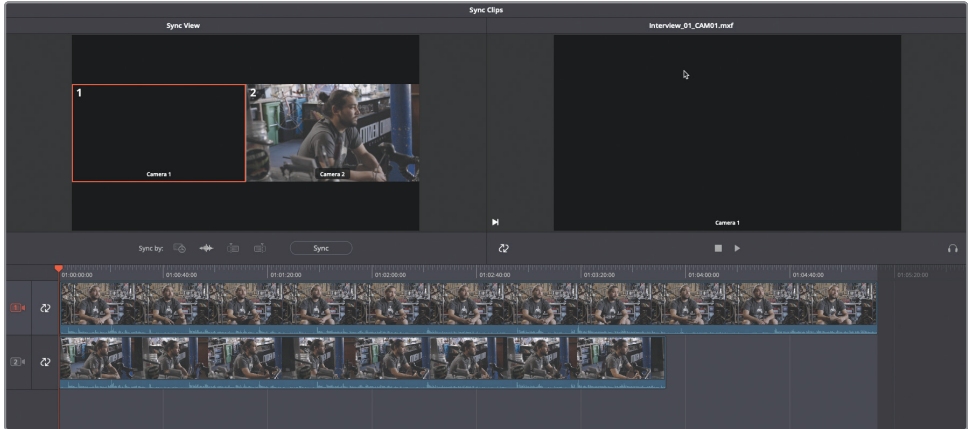 Sync Clips
Sync View
Interview_01_CAM01.mxf
1
2
Camera 1
Camera 2
Camera 1
Sync by:
Sync
01:00:00:00
01:00:40:00
01:01:20:00
01:02:00:00
01:02:40:00
01:03:20:00
01:04:00:00
01:04:40:00
01:05:20:00
1
2